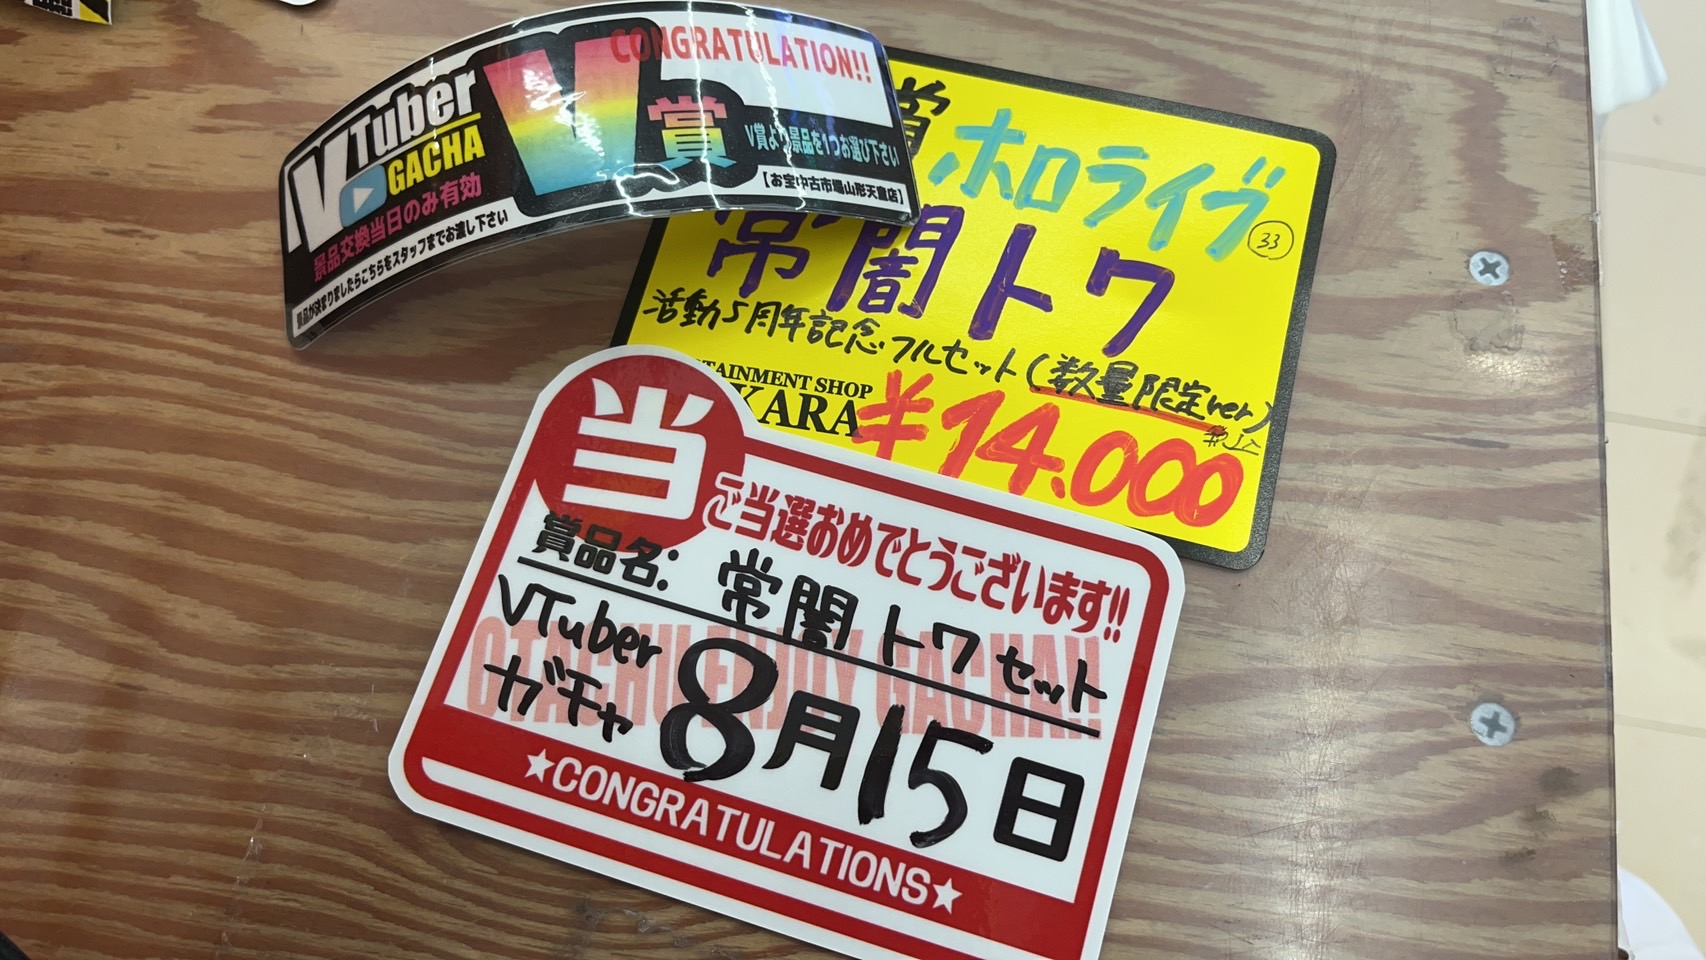 CONGRATULATION!!
VTuber
GACHA
V賞
V賞より景品を1つお選び下さい
【お宝中古市場山形天童店】
景品交換当日のみ有効
景品が決まりましたらこちらをスタッフまでお渡し下さい
賞 ホロライブ
33
常闇トワ
活動5周年記念フルセット(数量限定ver)
TAINMENT SHOP
KARA
¥14.000
当
ご当選おめでとうございます!!
賞品名: 常闇トワセット
VTuber
ガチャ
8月15日
OTACHU ENJOY GACHA!!
★CONGRATULATIONS★